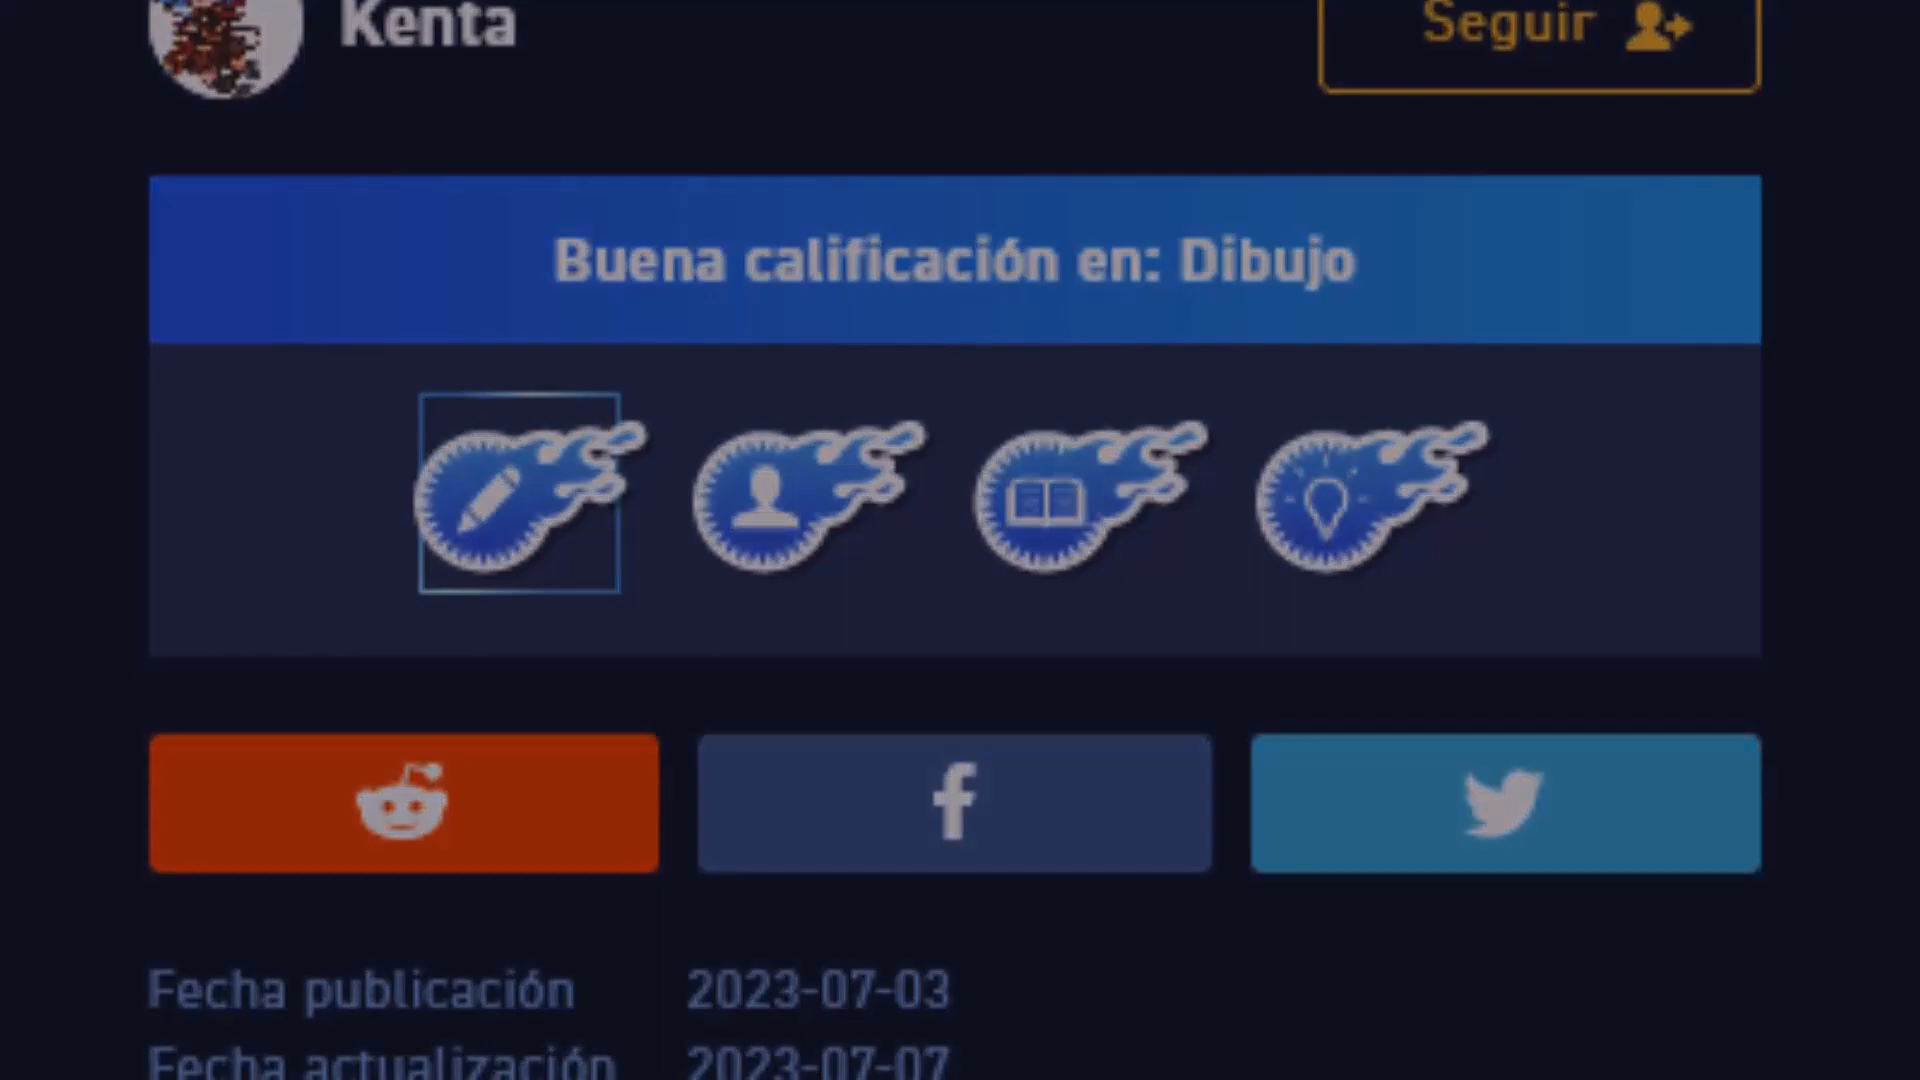 Kenta
Seguir
Buena calificación en: Dibujo
Fecha publicación 2023-07-03
Fecha actualización 2023-07-07